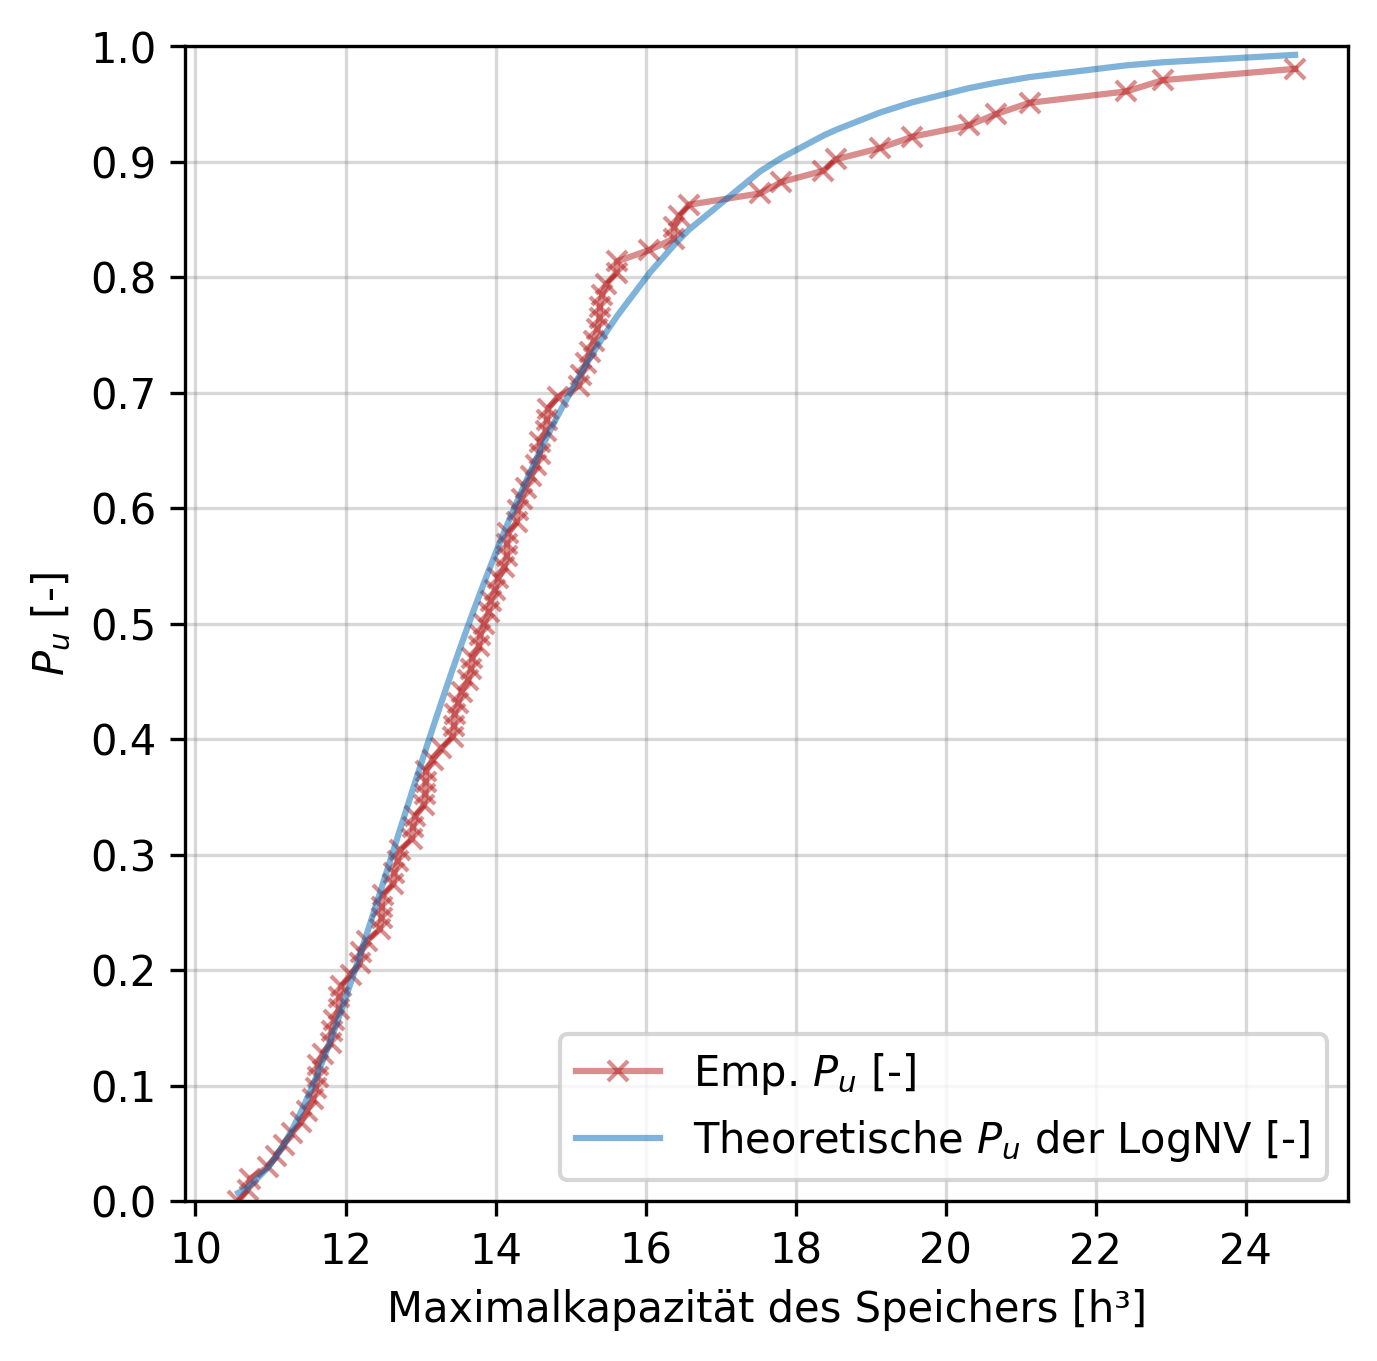 1.0
0.9
0.8
0.7
0.6
0.5
0.4
0.3
0.2
0.1
0.0
P_u [-]
Emp. P_u [-]
Theoretische P_u der LogNV [-]
10 12 14 16 18 20 22 24
Maximalkapazität des Speichers [h³]